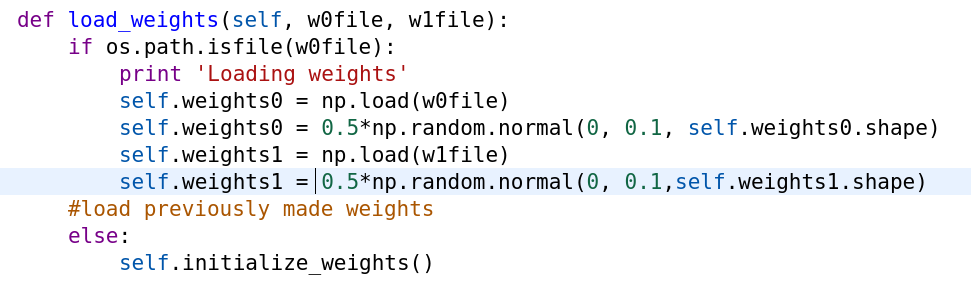 def load_weights(self, w0file, w1file):
    if os.path.isfile(w0file):
        print 'Loading weights'
        self.weights0 = np.load(w0file)
        self.weights0 = 0.5*np.random.normal(0, 0.1, self.weights0.shape)
        self.weights1 = np.load(w1file)
        self.weights1 = 0.5*np.random.normal(0, 0.1,self.weights1.shape)
    #load previously made weights
    else:
        self.initialize_weights()